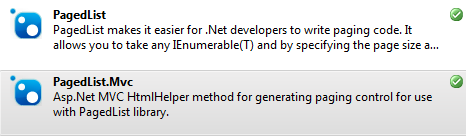 PagedList
PagedList makes it easier for .Net developers to write paging code. It
allows you to take any IEnumerable(T) and by specifying the page size a...
PagedList.Mvc
Asp.Net MVC HtmlHelper method for generating paging control for use
with PagedList library.